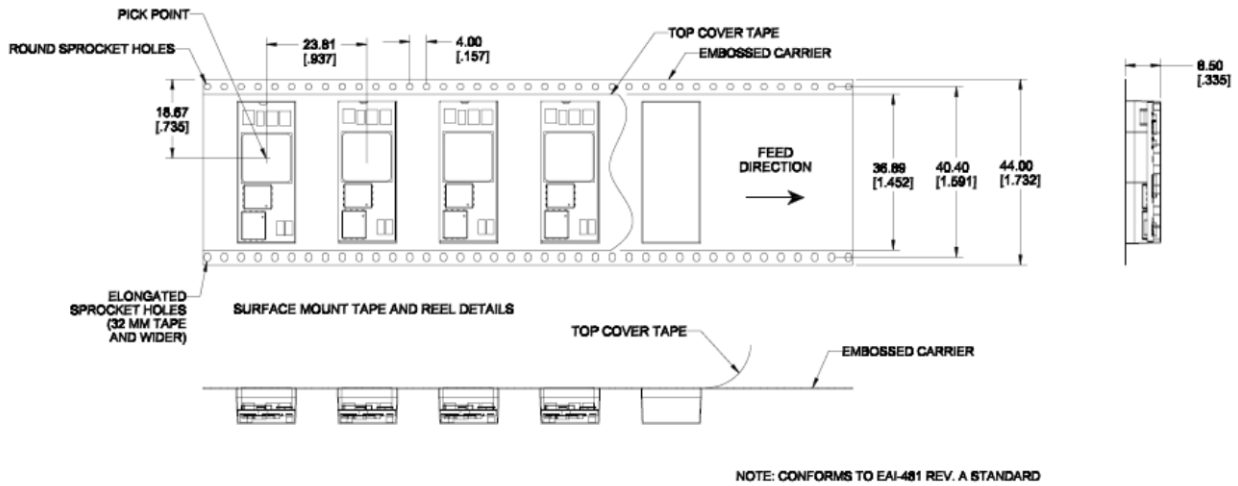 PICK POINT
ROUND SPROCKET HOLES
23.81
[.937]
4.00
[.157]
TOP COVER TAPE
EMBOSSED CARRIER
8.50
[.335]
18.67
[.735]
FEED
DIRECTION
36.89
[1.452]
40.40
[1.591]
44.00
[1.732]
ELONGATED
SPROCKET HOLES
(32 MM TAPE
AND WIDER)
SURFACE MOUNT TAPE AND REEL DETAILS
TOP COVER TAPE
EMBOSSED CARRIER
NOTE: CONFORMS TO EAI-481 REV. A STANDARD